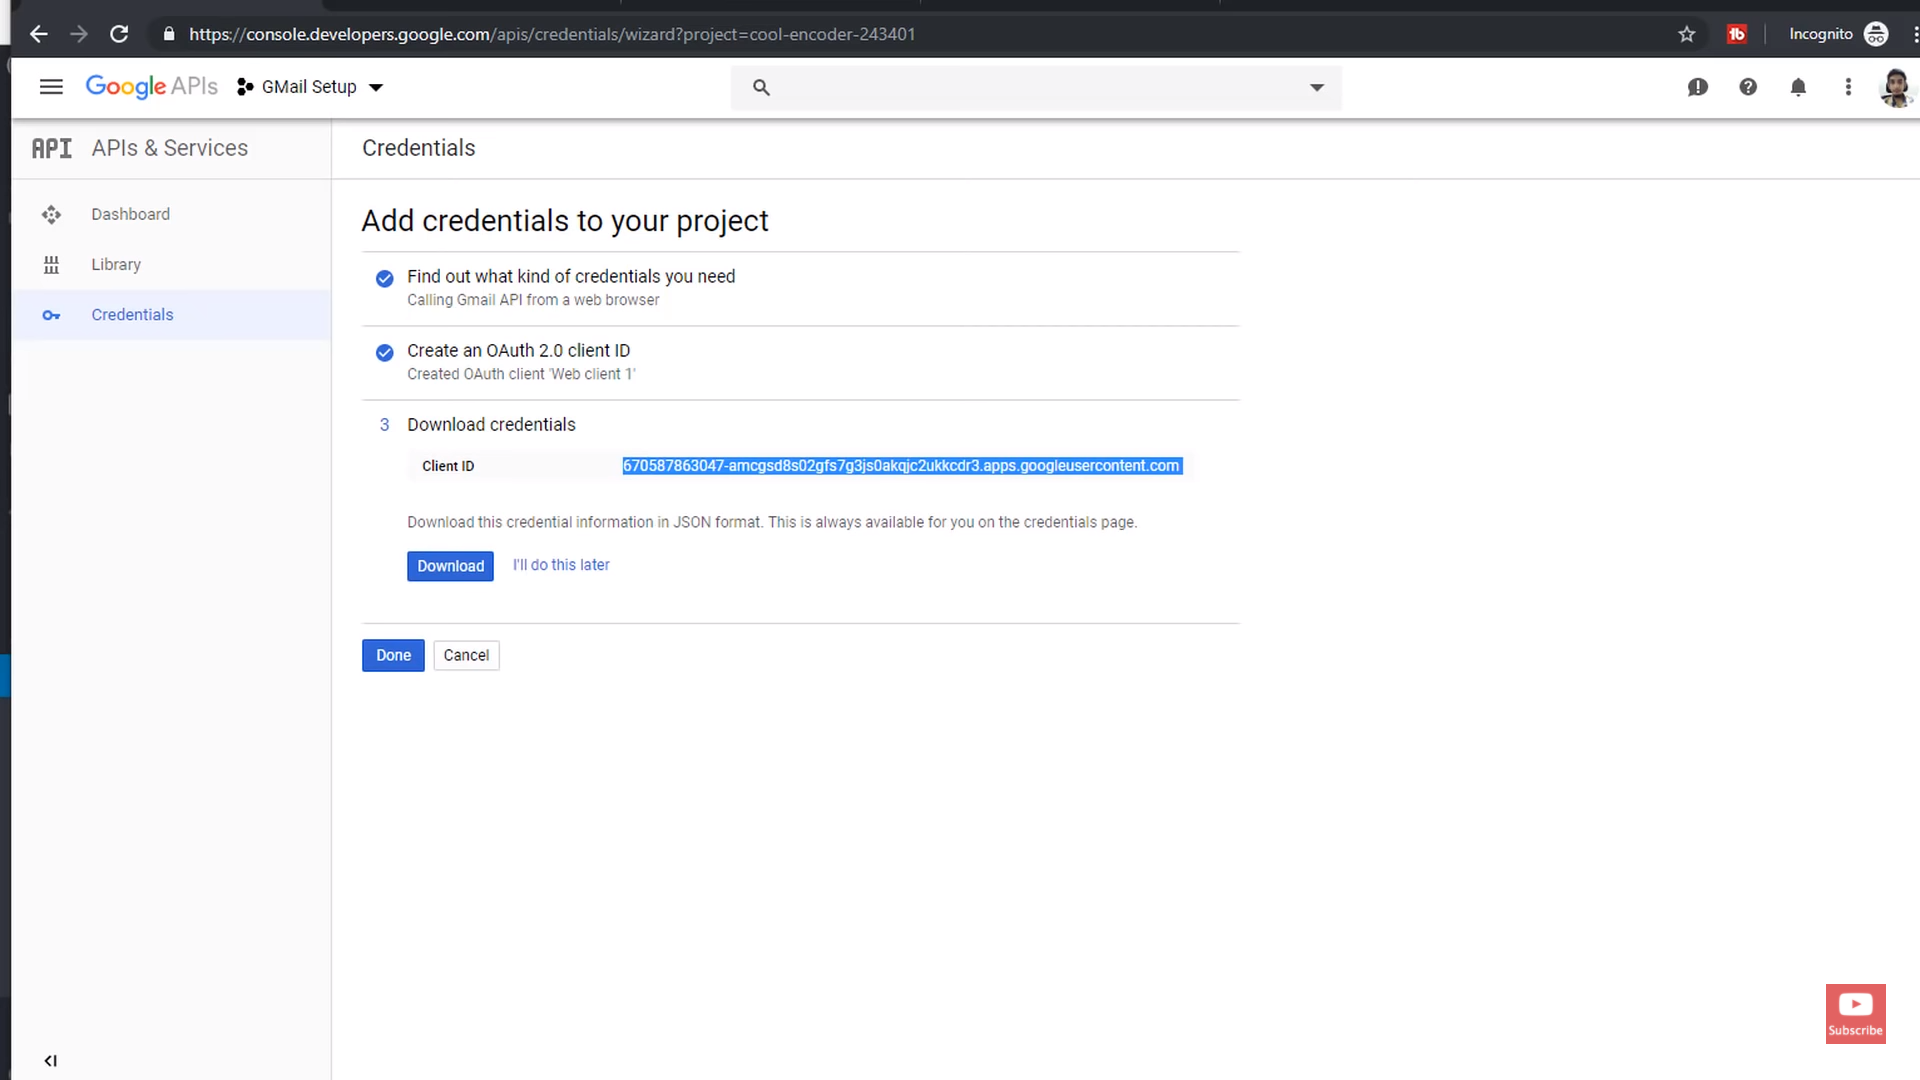 https://console.developers.google.com/apis/credentials/wizard?project=cool-encoder-243401
Incognito
Google APIs
GMail Setup
API APIs & Services
Credentials
Dashboard
Library
Credentials
Add credentials to your project
Find out what kind of credentials you need
Calling Gmail API from a web browser
Create an OAuth 2.0 client ID
Created OAuth client 'Web client 1'
3 Download credentials
Client ID 670587863047-amcgsd8s02gfs7g3js0akqjc2ukkcdr3.apps.googleusercontent.com
Download this credential information in JSON format. This is always available for you on the credentials page.
Download I'll do this later
Done Cancel
Subscribe